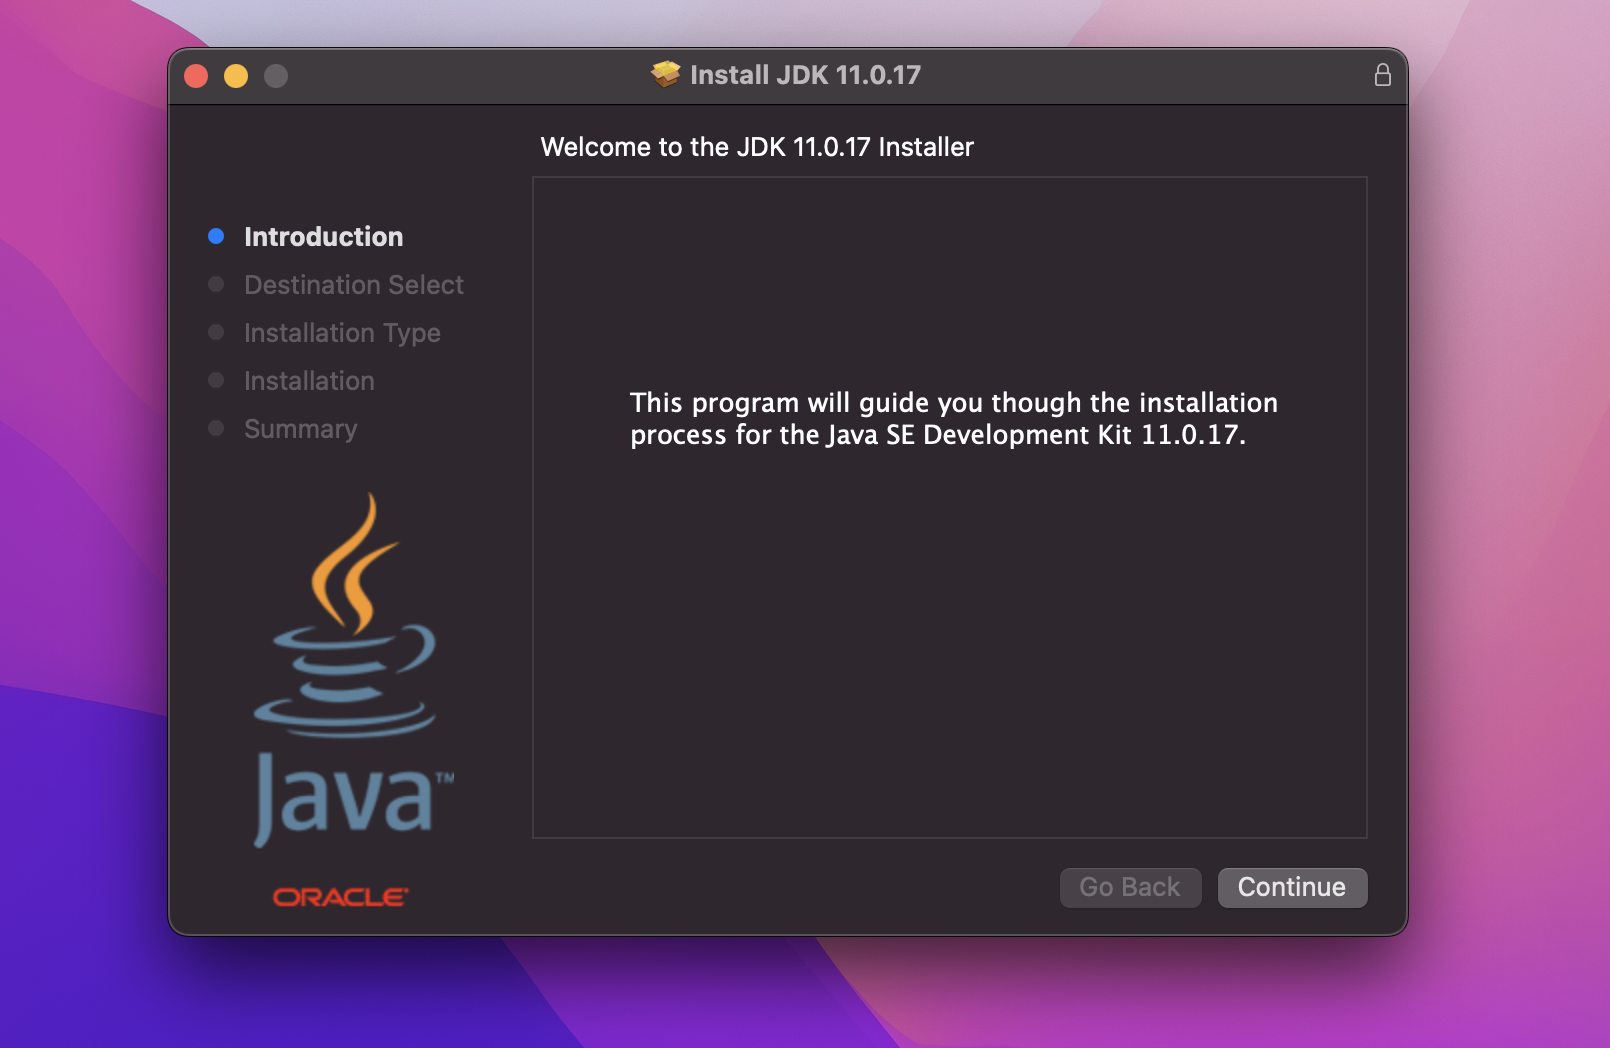 Install JDK 11.0.17
Welcome to the JDK 11.0.17 Installer
Introduction
Destination Select
Installation Type
Installation
Summary
This program will guide you though the installation
process for the Java SE Development Kit 11.0.17.
Java™
ORACLE®
Go Back
Continue